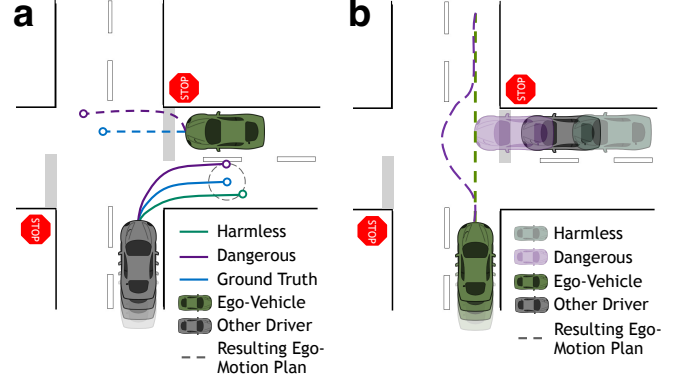 a
STOP
STOP
Harmless
Dangerous
Ground Truth
Ego-Vehicle
Other Driver
Resulting Ego-
Motion Plan
b
STOP
STOP
Harmless
Dangerous
Ego-Vehicle
Other Driver
Resulting Ego-
Motion Plan